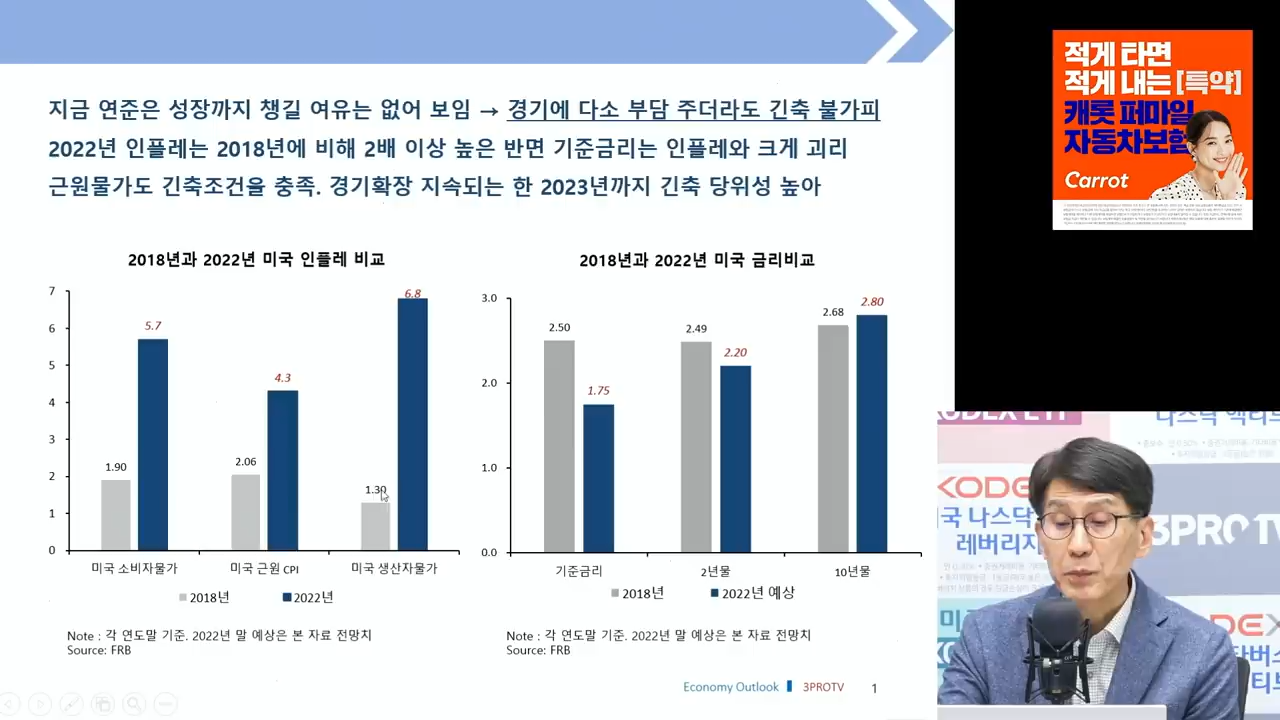 지금 연준은 성장까지 챙길 여유는 없어 보임 → 경기에 다소 부담 주더라도 긴축 불가피
2022년 인플레는 2018년에 비해 2배 이상 높은 반면 기준금리는 인플레와 크게 괴리
근원물가도 긴축조건을 충족. 경기확장 지속되는 한 2023년까지 긴축 당위성 높아
2018년과 2022년 미국 인플레 비교
7
6
5
4
3
2
1
0
1.90
5.7
2.06
4.3
1.30
6.8
미국 소비자물가
미국 근원 CPI
미국 생산자물가
2018년
2022년
Note : 각 연도말 기준. 2022년 말 예상은 본 자료 전망치
Source: FRB
2018년과 2022년 미국 금리비교
3.0
2.0
1.0
0.0
2.50
1.75
2.49
2.20
2.68
2.80
기준금리
2년물
10년물
2018년
2022년 예상
Note : 각 연도말 기준. 2022년 말 예상은 본 자료 전망치
Source: FRB
Economy Outlook
3PROTV
1
적게 타면
적게 내는 [특약]
캐롯 퍼마일
자동차보험
Carrot
나스닥 액티브
KODE
국 나스닥
레버리지
3PROTV
미
DEX